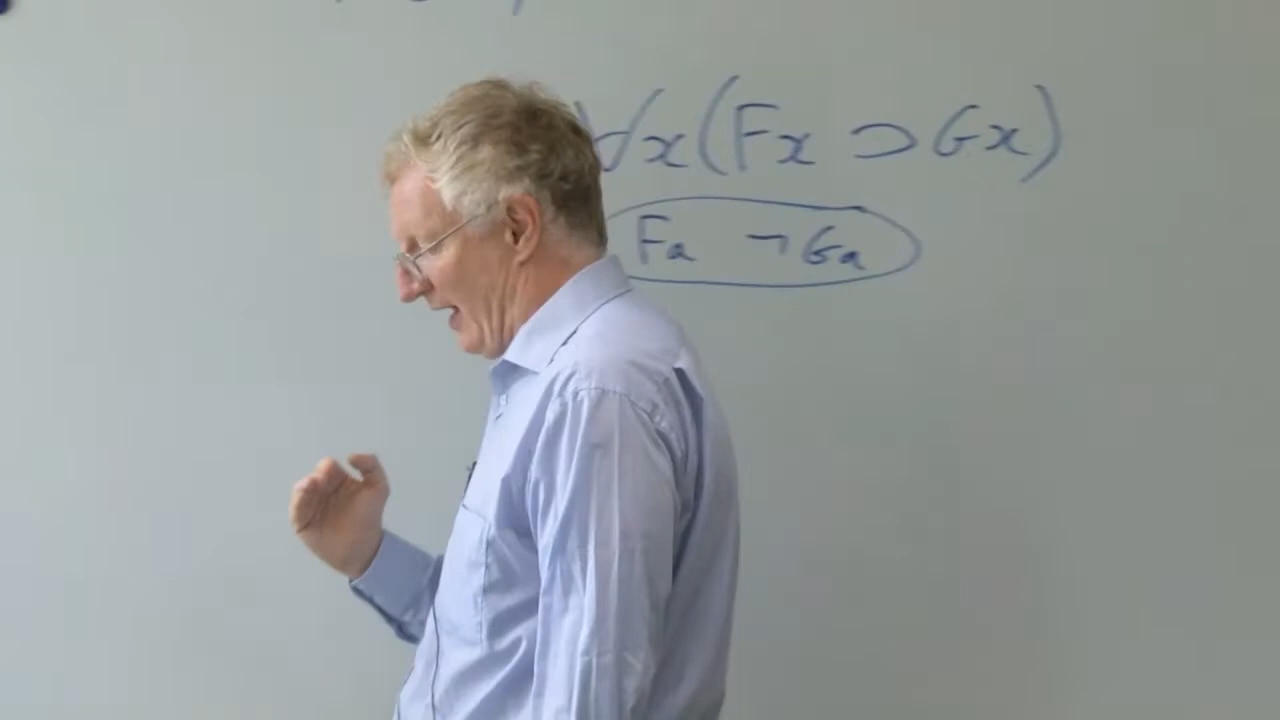 ∀x(Fx ⊃ Gx)
Fa ¬Ga